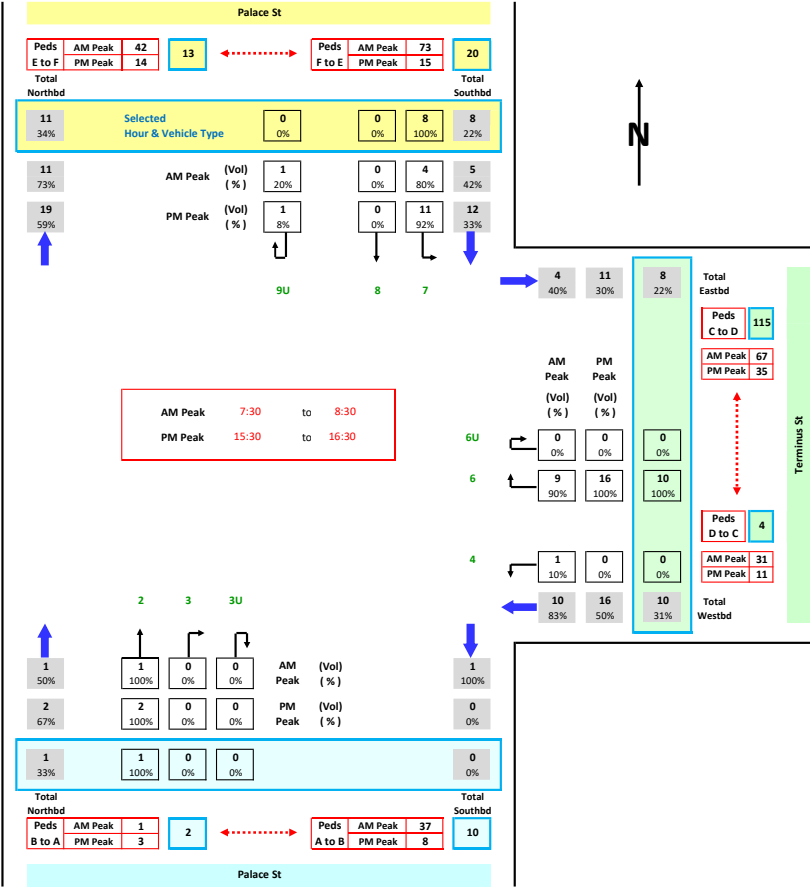 Palace St
Peds AM Peak 42 13 Peds AM Peak 73 20
E to F PM Peak 14 F to E PM Peak 15
Total Total
Northbd Southbd
11 Selected 0 0 8 8
34% Hour & Vehicle Type 0% 0% 100% 22%
11 AM Peak (Vol) 1 0 4 5
73% ( % ) 20% 0% 80% 42%
19 PM Peak (Vol) 1 0 11 12
59% ( % ) 8% 0% 92% 33%
N
9U 8 7
4 11 8 Total
40% 30% 22% Eastbd
Peds 115
C to D
AM Peak 67
PM Peak 35
AM PM
Peak Peak
(Vol) (Vol)
( % ) ( % )
AM Peak 7:30 to 8:30
PM Peak 15:30 to 16:30
6U 0 0 0
0% 0% 0%
6 9 16 10
90% 100% 100%
Terminus St
Peds 4
D to C
AM Peak 31
PM Peak 11
4 1 0 0
10% 0% 0%
10 16 10 Total
83% 50% 31% Westbd
2 3 3U
1 1 0 0 AM (Vol) 1
50% 100% 0% 0% Peak ( % ) 100%
2 2 0 0 PM (Vol) 0
67% 100% 0% 0% Peak ( % ) 0%
1 1 0 0 0
33% 100% 0% 0% 0%
Total Total
Northbd Southbd
Peds AM Peak 1 2 Peds AM Peak 37 10
B to A PM Peak 3 A to B PM Peak 8
Palace St